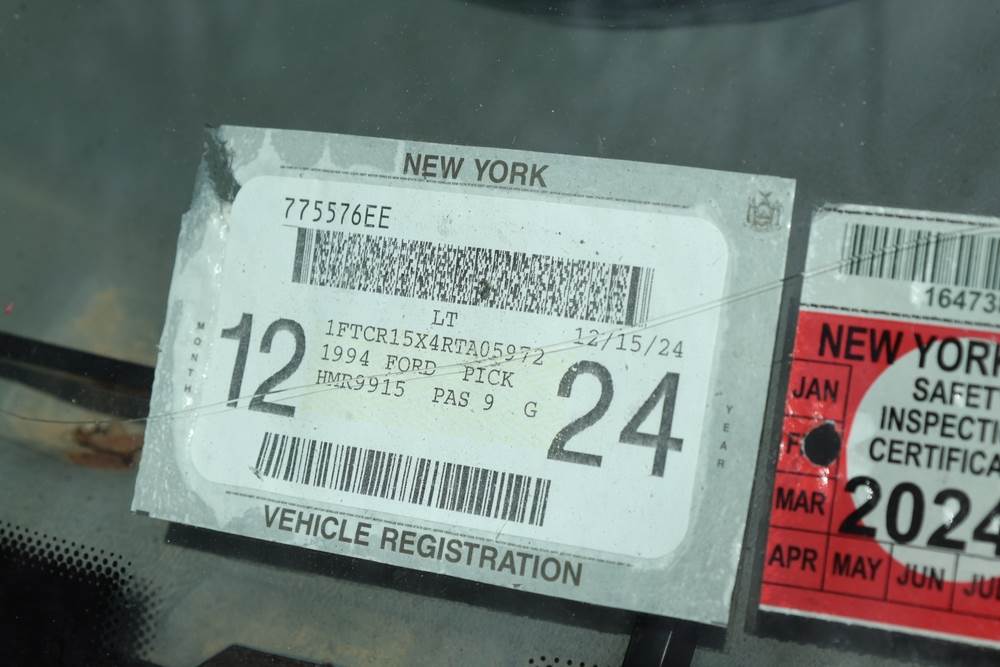 NEW YORK
775576EE
LT
12/15/24
1FTCR15X4RTA05972
1994 FORD PICK
HMR9915 PAS 9 G
MONTH
12
24
YEAR
VEHICLE REGISTRATION
16473
NEW YORK
SAFET
INSPECTI
CERTIFICA
2024
JAN
F
MAR
APR MAY JUN JU